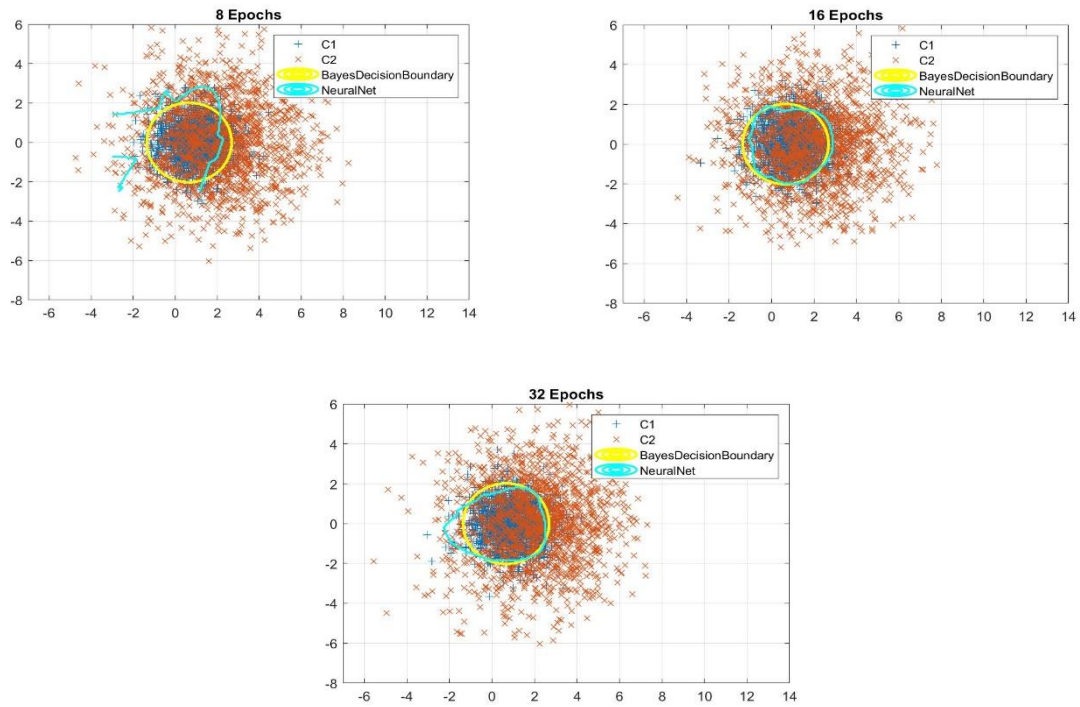 8 Epochs
6
4
2
0
-2
-4
-6
-8
-6 -4 -2 0 2 4 6 8 10 12 14
C1
C2
BayesDecisionBoundary
NeuralNet
16 Epochs
6
4
2
0
-2
-4
-6
-8
-6 -4 -2 0 2 4 6 8 10 12 14
C1
C2
BayesDecisionBoundary
NeuralNet
32 Epochs
6
4
2
0
-2
-4
-6
-8
-6 -4 -2 0 2 4 6 8 10 12 14
C1
C2
BayesDecisionBoundary
NeuralNet